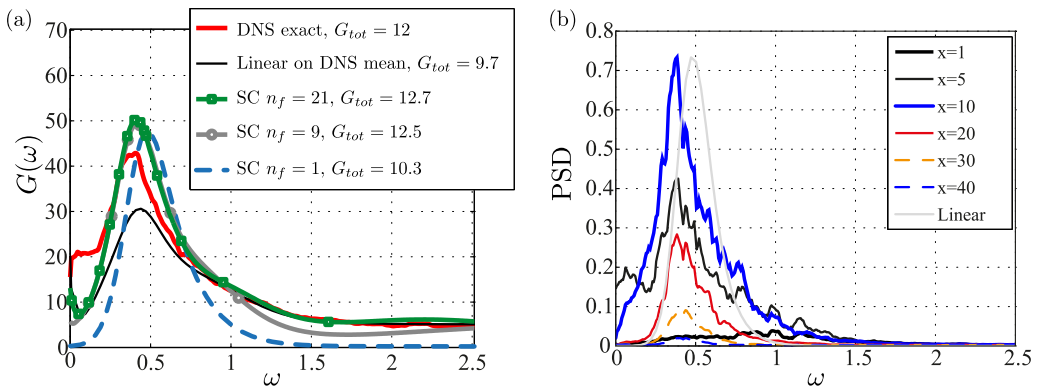 (a)
DNS exact, G_tot = 12
Linear on DNS mean, G_tot = 9.7
SC n_f = 21, G_tot = 12.7
SC n_f = 9, G_tot = 12.5
SC n_f = 1, G_tot = 10.3
G(ω)
70
60
50
40
30
20
10
0
0 0.5 1 1.5 2 2.5
ω
(b)
x=1
x=5
x=10
x=20
x=30
x=40
Linear
PSD
0.8
0.7
0.6
0.5
0.4
0.3
0.2
0.1
0
0 0.5 1 1.5 2 2.5
ω